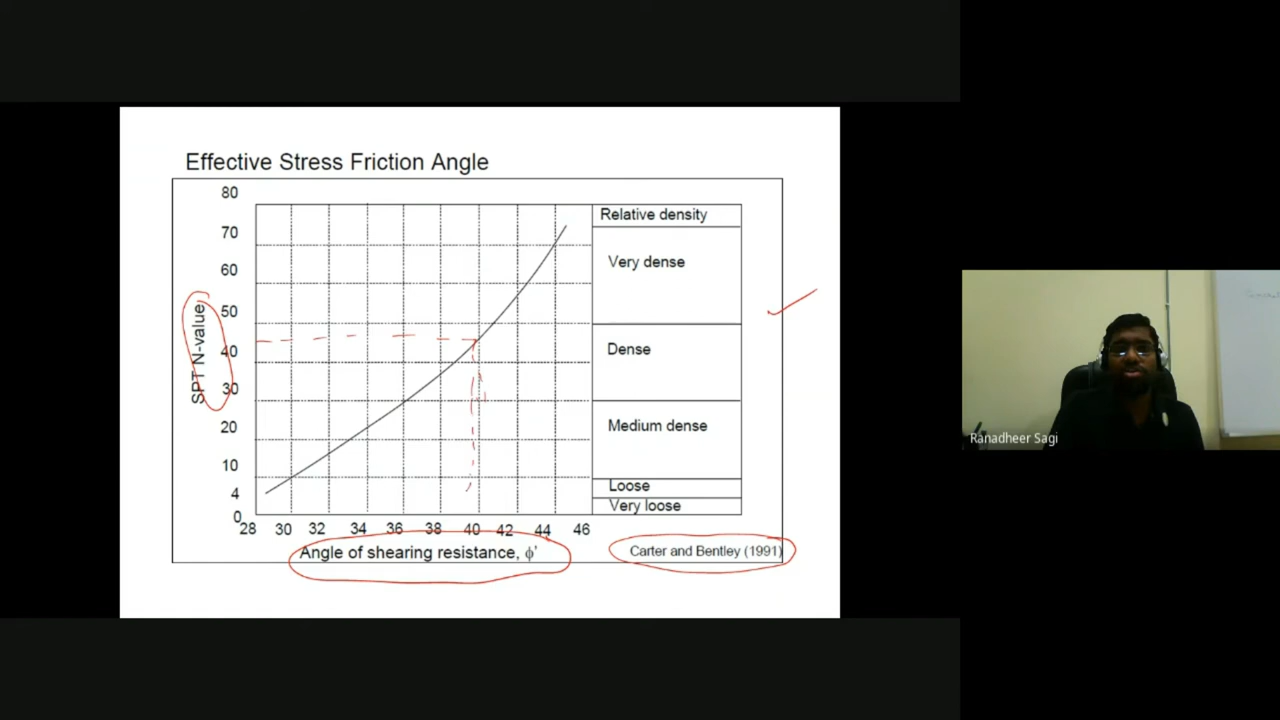 Effective Stress Friction Angle
80
70
60
50
40
30
20
10
4
0
SPT N-value
Relative density
Very dense
Dense
Medium dense
Loose
Very loose
28 30 32 34 36 38 40 42 44 46
Angle of shearing resistance, ϕ'
Carter and Bentley (1991)
Ranadheer Sagi